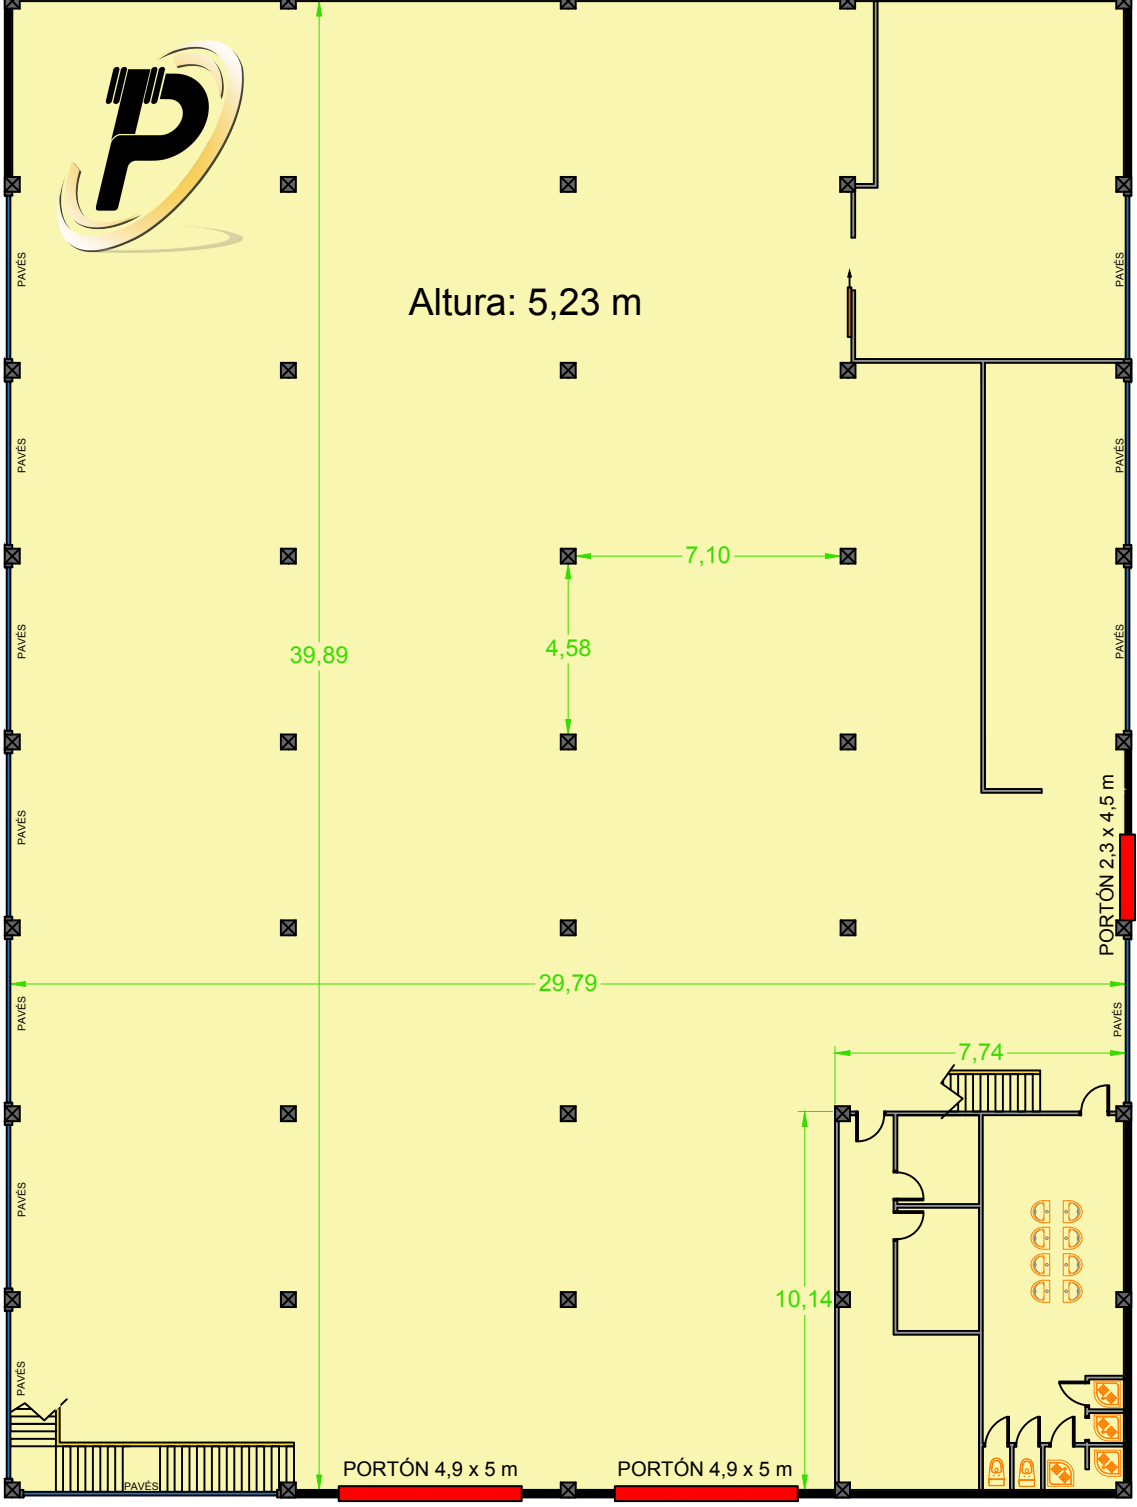 P
PAVÉS
PAVÉS
Altura: 5,23 m
PAVÉS
PAVÉS
7,10
39,89
4,58
PAVÉS
PAVÉS
PAVÉS
PORTÓN 2,3 x 4,5 m
29,79
PAVÉS
PAVÉS
7,74
PAVÉS
10,14
PAVÉS
PORTÓN 4,9 x 5 m
PORTÓN 4,9 x 5 m
PAVÉS